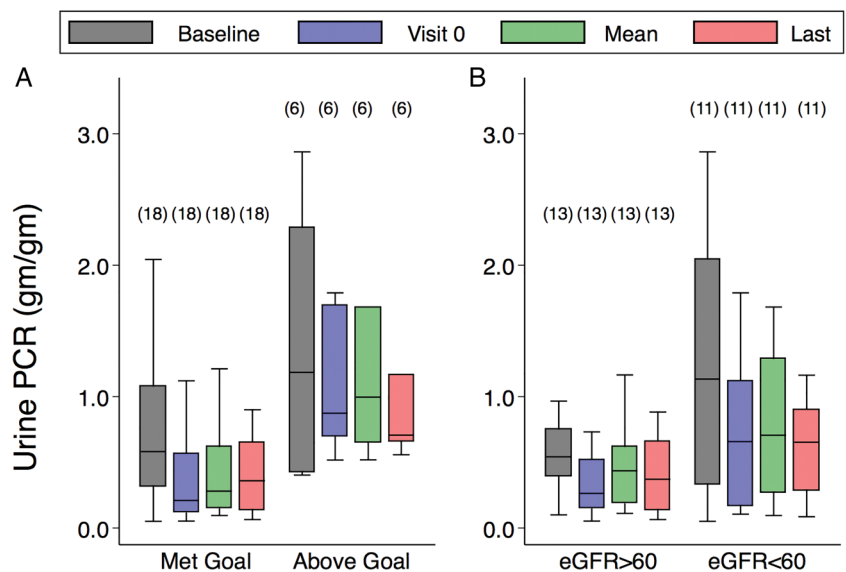 Baseline Visit 0 Mean Last
A B
(6) (6) (6) (6) (11) (11) (11) (11)
3.0 3.0
(18) (18) (18) (18) (13) (13) (13) (13)
2.0 2.0
1.0 1.0
0.0 0.0
Urine PCR (gm/gm)
Met Goal Above Goal eGFR>60 eGFR<60